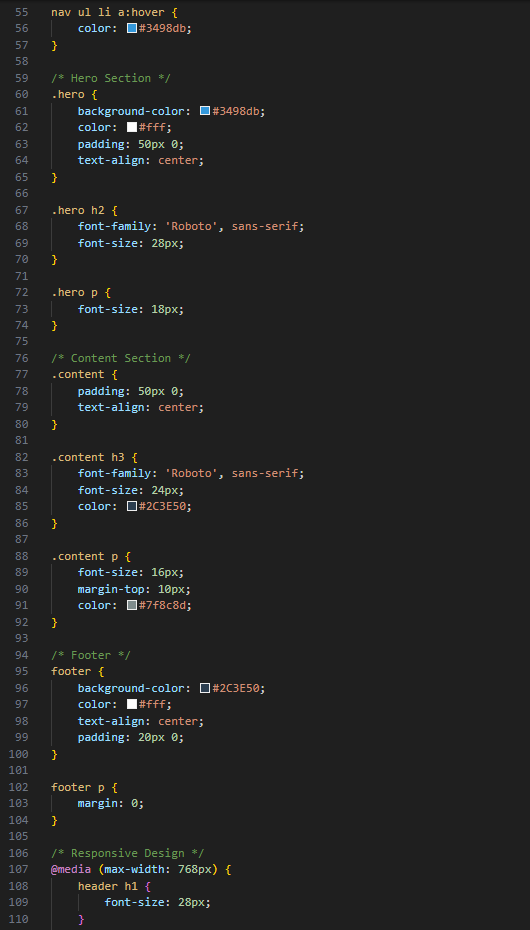 55 nav ul li a:hover {
56     color: #3498db;
57 }
58
59 /* Hero Section */
60 .hero {
61     background-color: #3498db;
62     color: #fff;
63     padding: 50px 0;
64     text-align: center;
65 }
66
67 .hero h2 {
68     font-family: 'Roboto', sans-serif;
69     font-size: 28px;
70 }
71
72 .hero p {
73     font-size: 18px;
74 }
75
76 /* Content Section */
77 .content {
78     padding: 50px 0;
79     text-align: center;
80 }
81
82 .content h3 {
83     font-family: 'Roboto', sans-serif;
84     font-size: 24px;
85     color: #2C3E50;
86 }
87
88 .content p {
89     font-size: 16px;
90     margin-top: 10px;
91     color: #7f8c8d;
92 }
93
94 /* Footer */
95 footer {
96     background-color: #2C3E50;
97     color: #fff;
98     text-align: center;
99     padding: 20px 0;
100 }
101
102 footer p {
103     margin: 0;
104 }
105
106 /* Responsive Design */
107 @media (max-width: 768px) {
108     header h1 {
109         font-size: 28px;
110     }